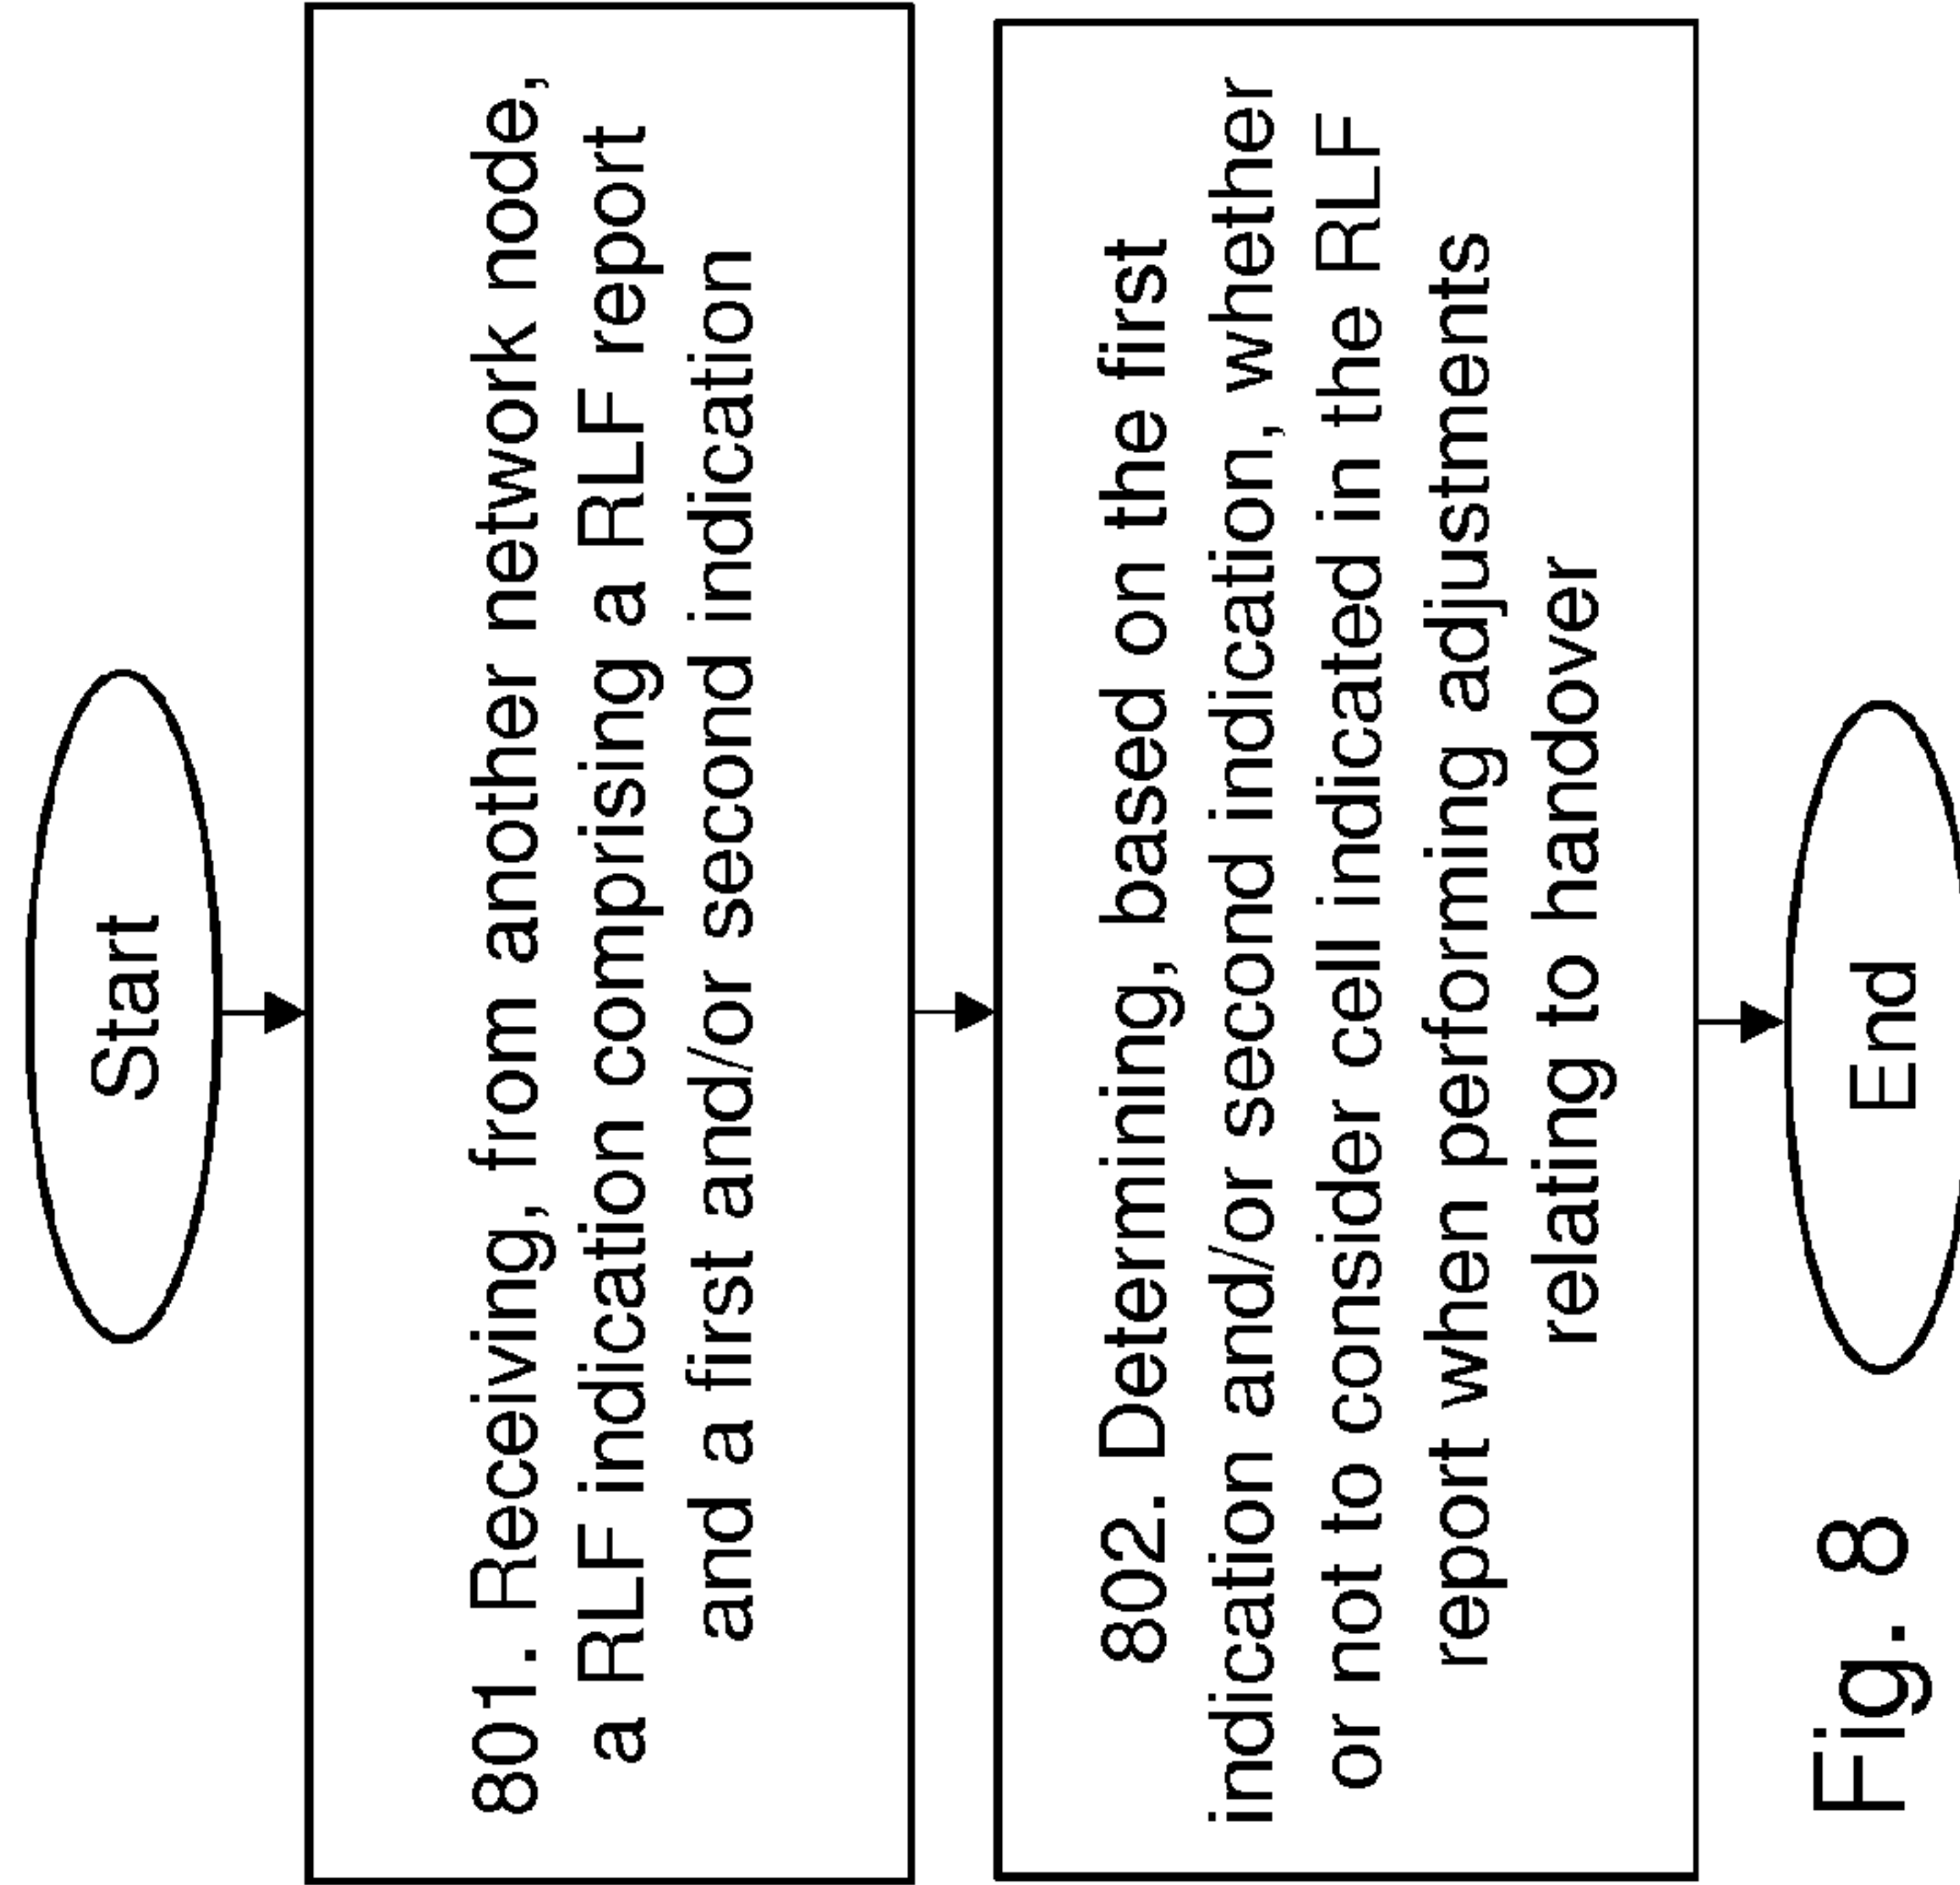 Start
801. Receiving, from another network node,
a RLF indication comprising a RLF report
and a first and/or second indication
802. Determining, based on the first
indication and/or second indication, whether
or not to consider cell indicated in the RLF
report when performing adjustments
relating to handover
End
Fig. 8